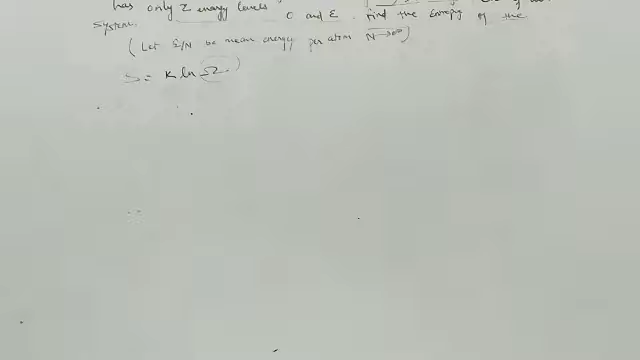 has only 2 energy levels 0 and ε. Find the Entropy of the
system.
(Let E/N be mean energy per atom N→∞)
S = k ln Ω.